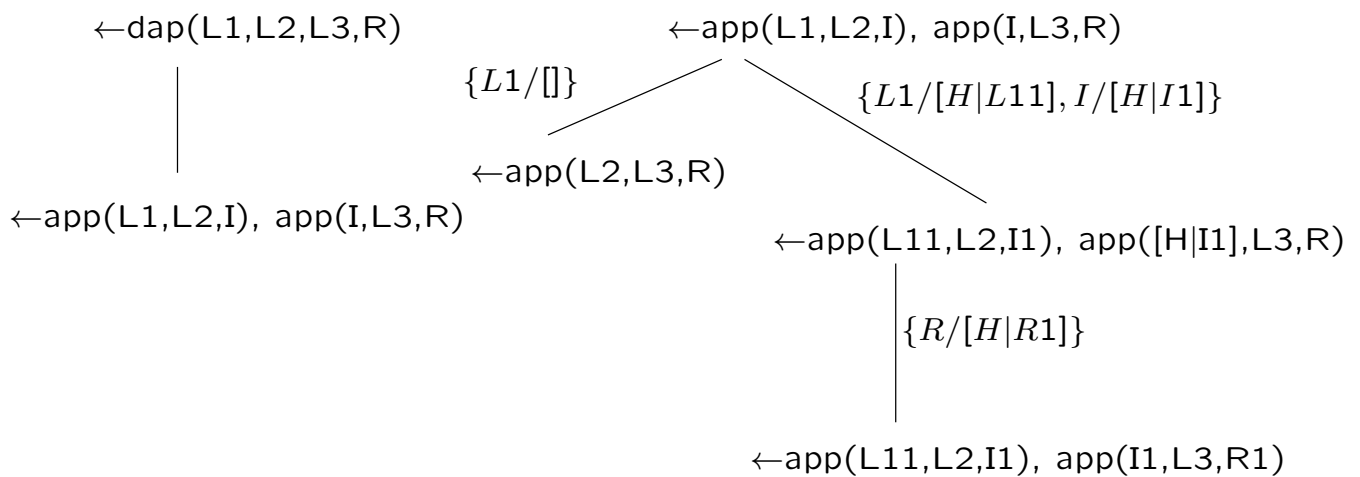 ←dap(L1,L2,L3,R)
←app(L1,L2,I), app(I,L3,R)
{L1/[]}
{L1/[H|L11], I/[H|I1]}
←app(L2,L3,R)
←app(L1,L2,I), app(I,L3,R)
←app(L11,L2,I1), app([H|I1],L3,R)
{R/[H|R1]}
←app(L11,L2,I1), app(I1,L3,R1)